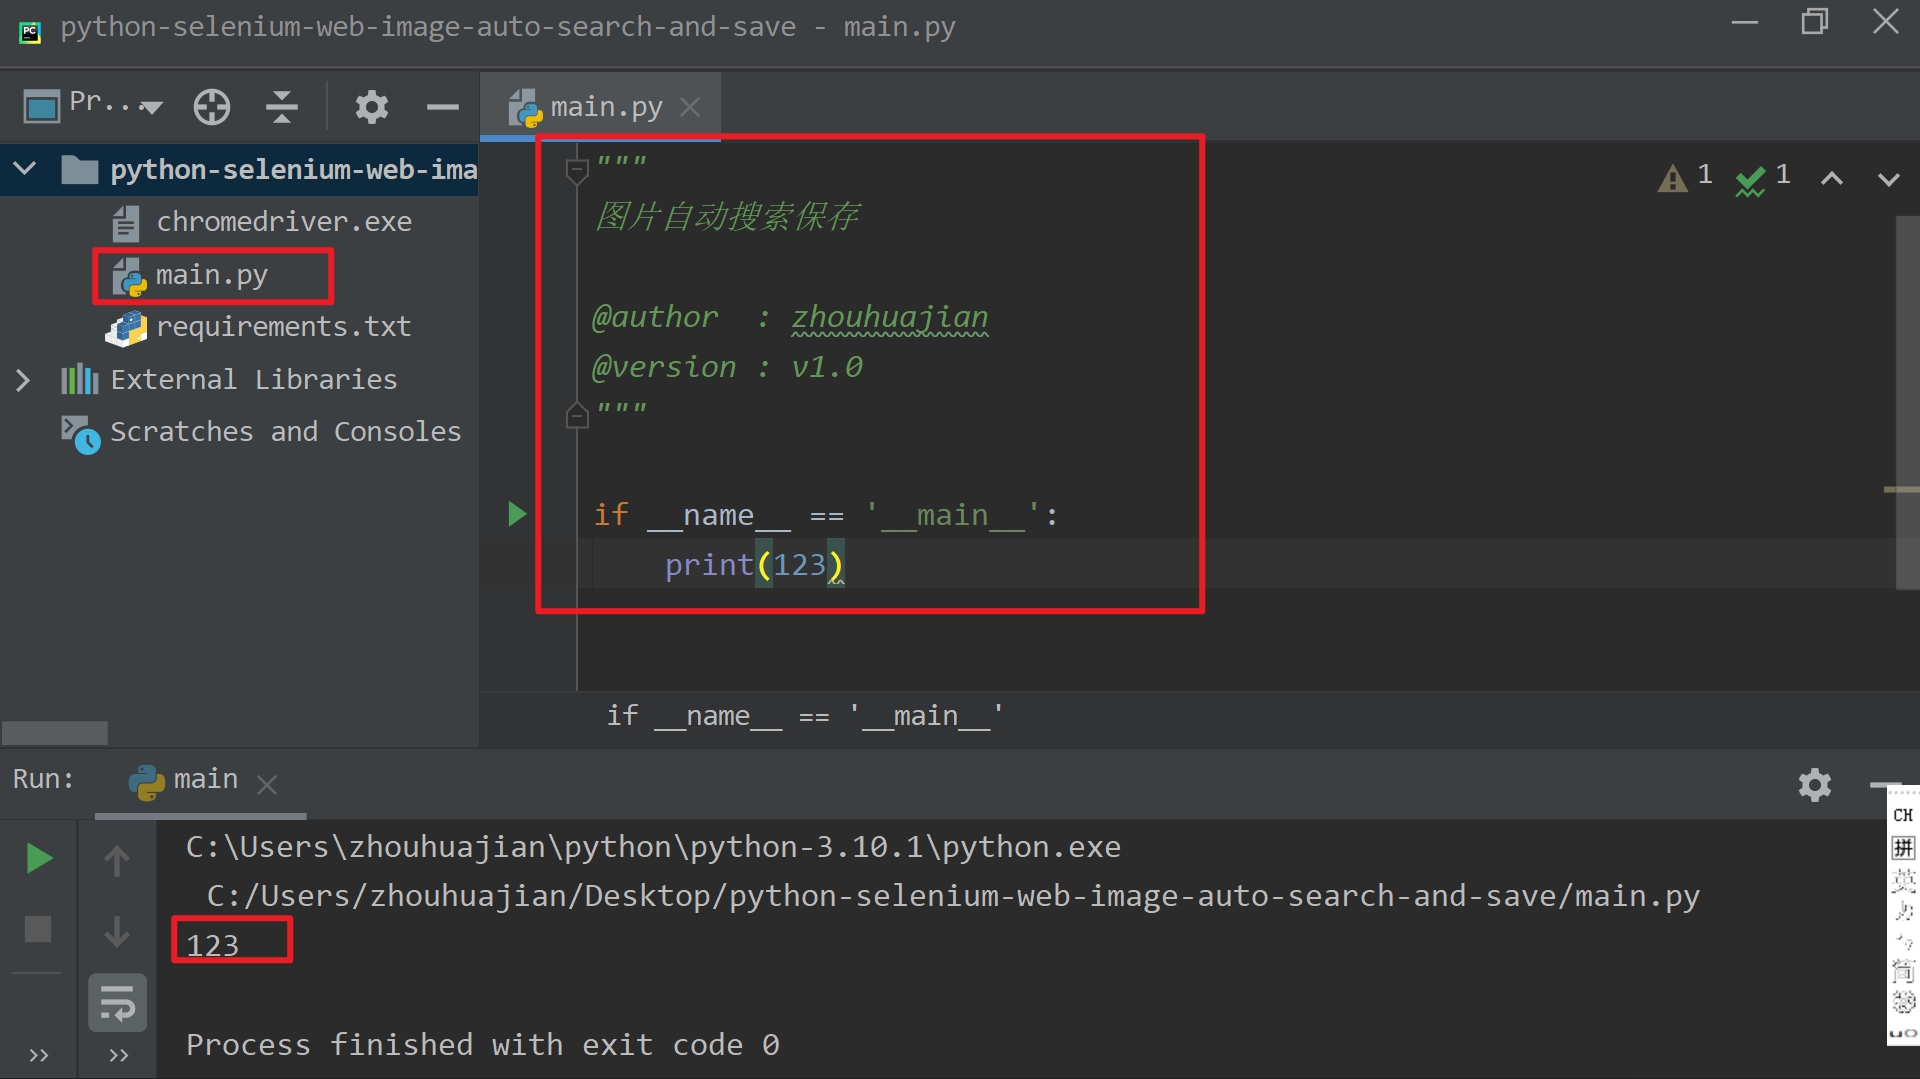 python-selenium-web-image-auto-search-and-save - main.py
Pr...
main.py
python-selenium-web-ima
chromedriver.exe
main.py
requirements.txt
External Libraries
Scratches and Consoles
"""
图片自动搜索保存
@author  : zhouhuajian
@version : v1.0
"""
if __name__ == '__main__':
    print(123)
1 1
if __name__ == '__main__'
Run: main
C:\Users\zhouhuajian\python\python-3.10.1\python.exe
C:/Users/zhouhuajian/Desktop/python-selenium-web-image-auto-search-and-save/main.py
123
Process finished with exit code 0
CH
拼
英
简